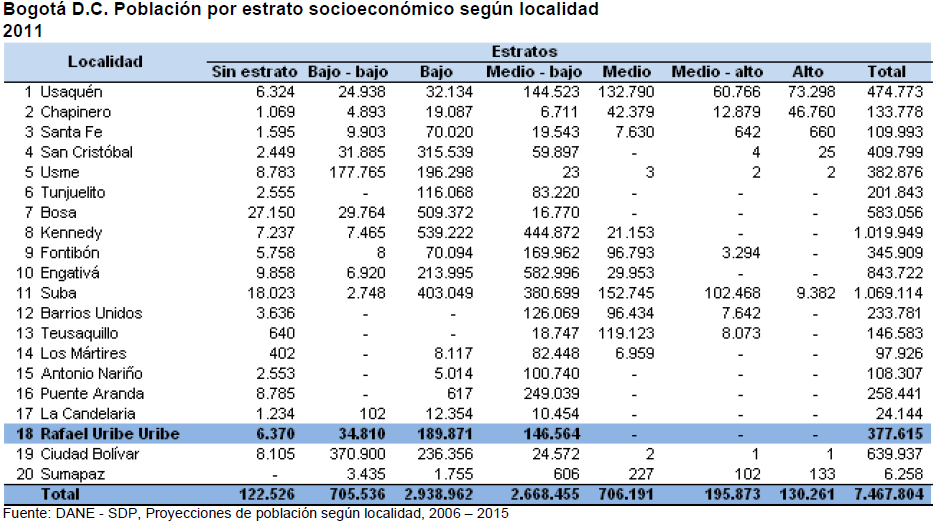 Bogotá D.C. Población por estrato socioeconómico según localidad
2011
Localidad Estratos
Sin estrato Bajo - bajo Bajo Medio - bajo Medio Medio - alto Alto Total
1 Usaquén 6.324 24.938 32.134 144.523 132.790 60.766 73.298 474.773
2 Chapinero 1.069 4.893 19.087 6.711 42.379 12.879 46.760 133.778
3 Santa Fe 1.595 9.903 70.020 19.543 7.630 642 660 109.993
4 San Cristóbal 2.449 31.885 315.539 59.897 - 4 25 409.799
5 Usme 8.783 177.765 196.298 23 3 2 2 382.876
6 Tunjuelito 2.555 - 116.068 83.220 - - - 201.843
7 Bosa 27.150 29.764 509.372 16.770 - - - 583.056
8 Kennedy 7.237 7.465 539.222 444.872 21.153 - - 1.019.949
9 Fontibón 5.758 8 70.094 169.962 96.793 3.294 - 345.909
10 Engativá 9.858 6.920 213.995 582.996 29.953 - - 843.722
11 Suba 18.023 2.748 403.049 380.699 152.745 102.468 9.382 1.069.114
12 Barrios Unidos 3.636 - - 126.069 96.434 7.642 - 233.781
13 Teusaquillo 640 - - 18.747 119.123 8.073 - 146.583
14 Los Mártires 402 - 8.117 82.448 6.959 - - 97.926
15 Antonio Nariño 2.553 - 5.014 100.740 - - - 108.307
16 Puente Aranda 8.785 - 617 249.039 - - - 258.441
17 La Candelaria 1.234 102 12.354 10.454 - - - 24.144
18 Rafael Uribe Uribe 6.370 34.810 189.871 146.564 - - - 377.615
19 Ciudad Bolívar 8.105 370.900 236.356 24.572 2 1 1 639.937
20 Sumapaz - 3.435 1.755 606 227 102 133 6.258
Total 122.526 705.536 2.938.962 2.668.455 706.191 195.873 130.261 7.467.804
Fuente: DANE - SDP, Proyecciones de población según localidad, 2006 – 2015